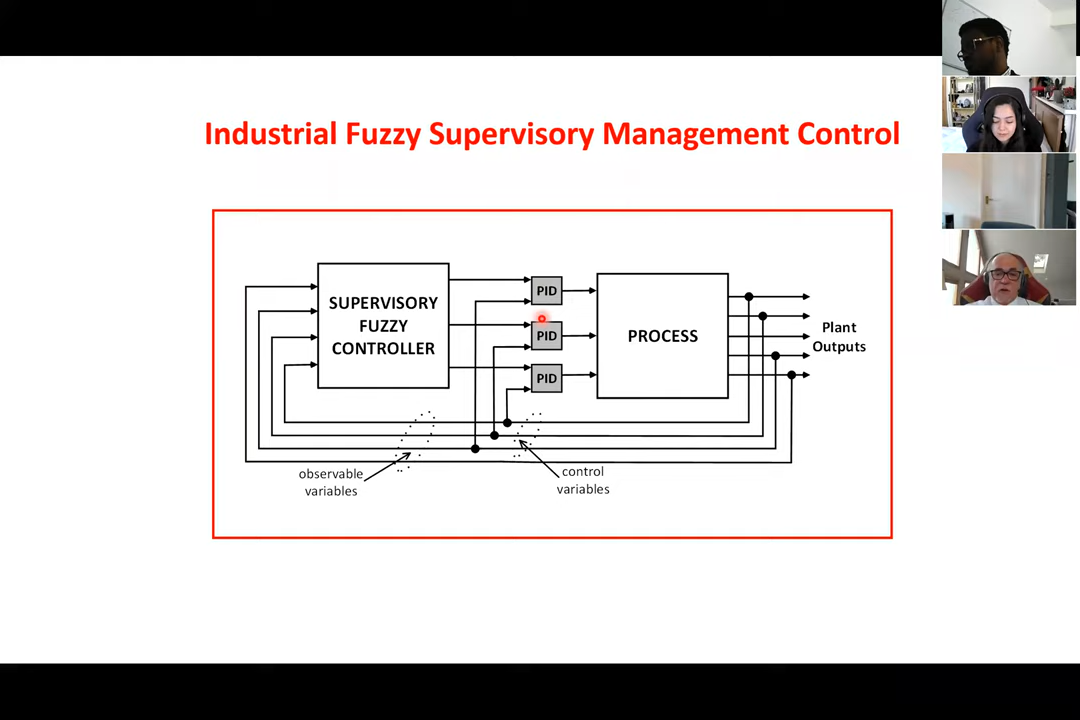 Industrial Fuzzy Supervisory Management Control
SUPERVISORY
FUZZY
CONTROLLER
PID
PID
PID
PROCESS
Plant
Outputs
observable
variables
control
variables